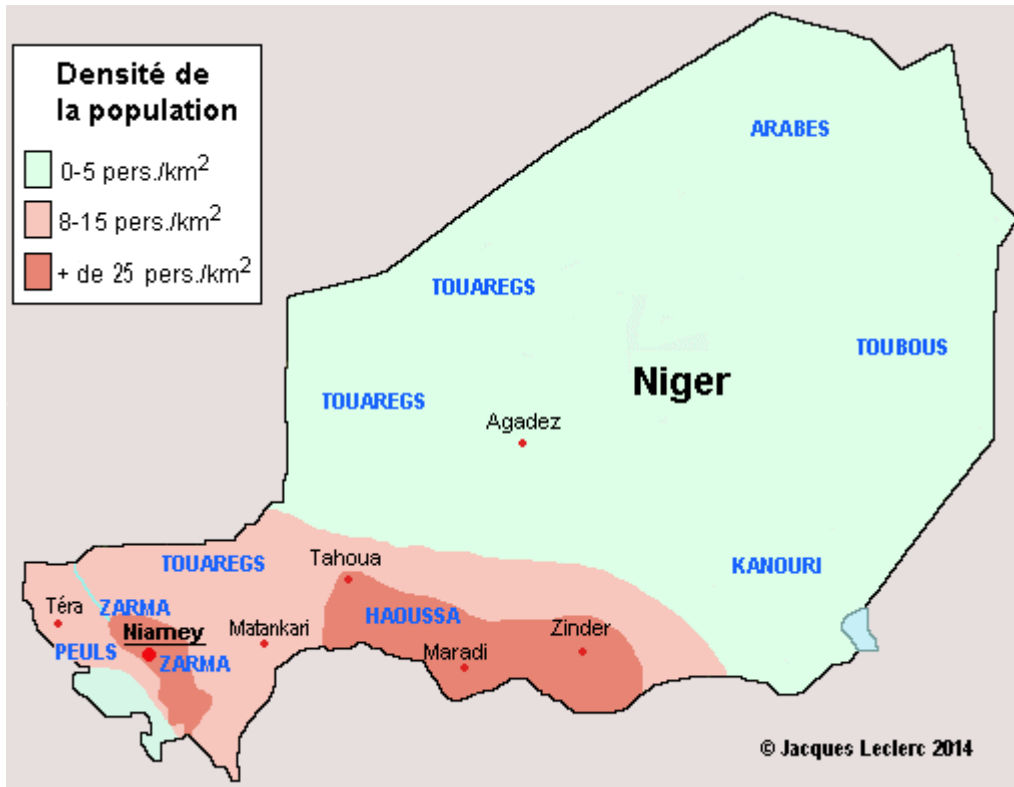 Densité de
la population
0-5 pers./km²
8-15 pers./km²
+ de 25 pers./km²
ARABES
TOUAREGS
TOUBOUS
Niger
TOUAREGS
Agadez
TOUAREGS
Tahoua
KANOURI
Téra
ZARMA
HAOUSSA
Niamey
Matankari
Zinder
PEULS
ZARMA
Maradi
© Jacques Leclerc 2014